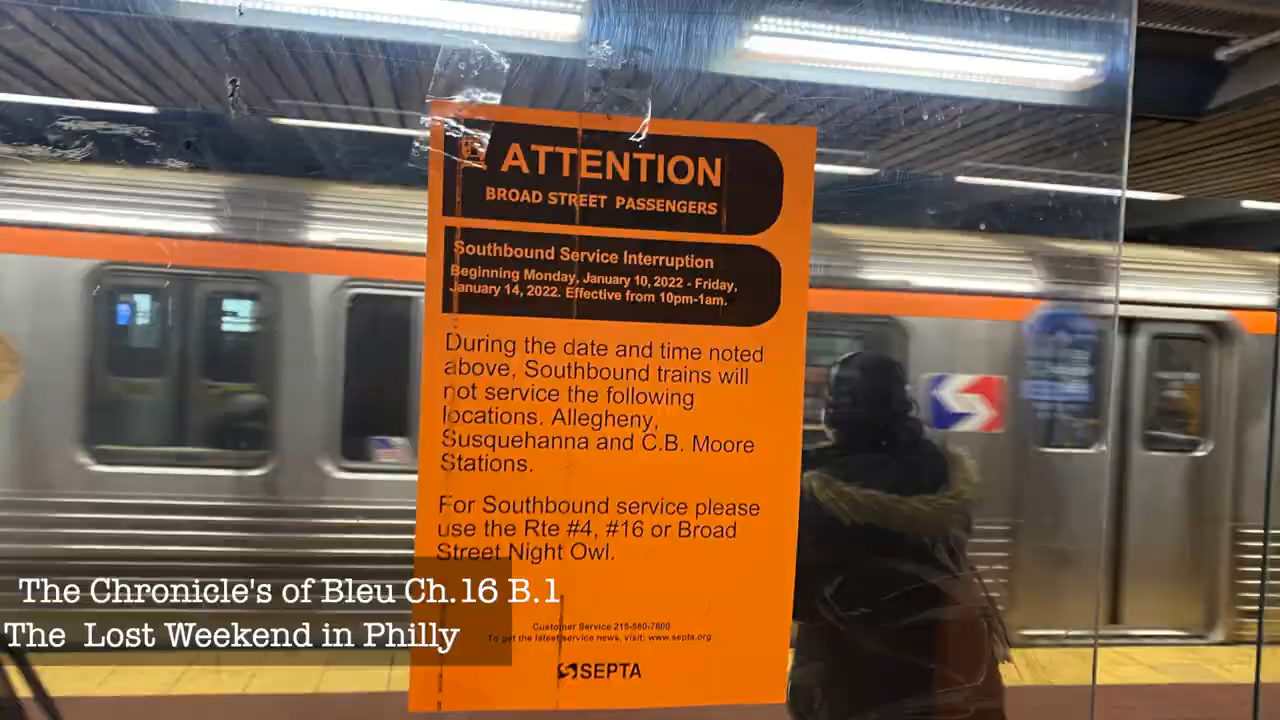 ATTENTION
BROAD STREET PASSENGERS
Southbound Service Interruption
Beginning Monday, January 10, 2022 - Friday,
January 14, 2022. Effective from 10pm-1am.
During the date and time noted
above, Southbound trains will
not service the following
locations. Allegheny,
Susquehanna and C.B. Moore
Stations.
For Southbound service please
use the Rte #4, #16 or Broad
Street Night Owl.
Customer Service 215-580-7800
To get the latest service news, visit: www.septa.org
SEPTA
The Chronicle's of Bleu Ch.16 B.1
The Lost Weekend in Philly